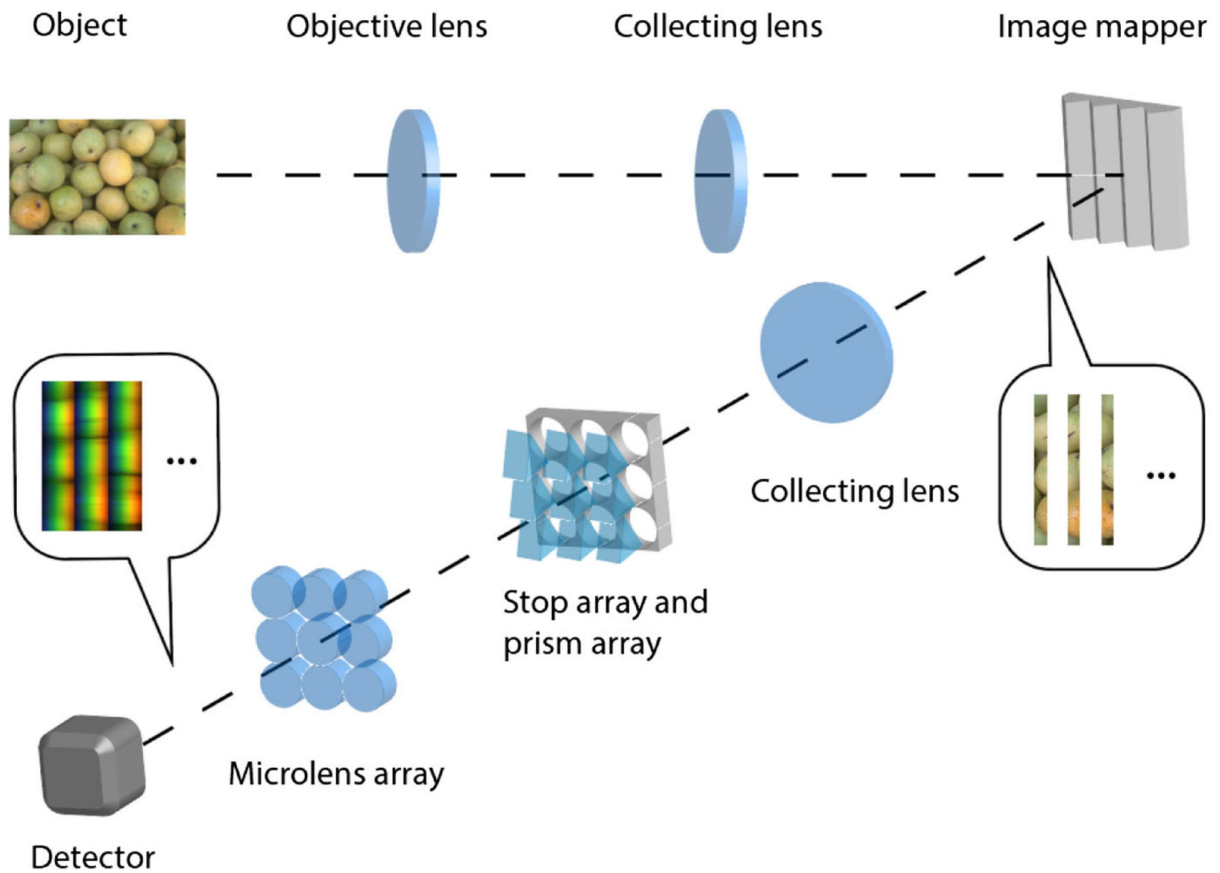 Object
Objective lens
Collecting lens
Image mapper
Collecting lens
Stop array and
prism array
Microlens array
Detector